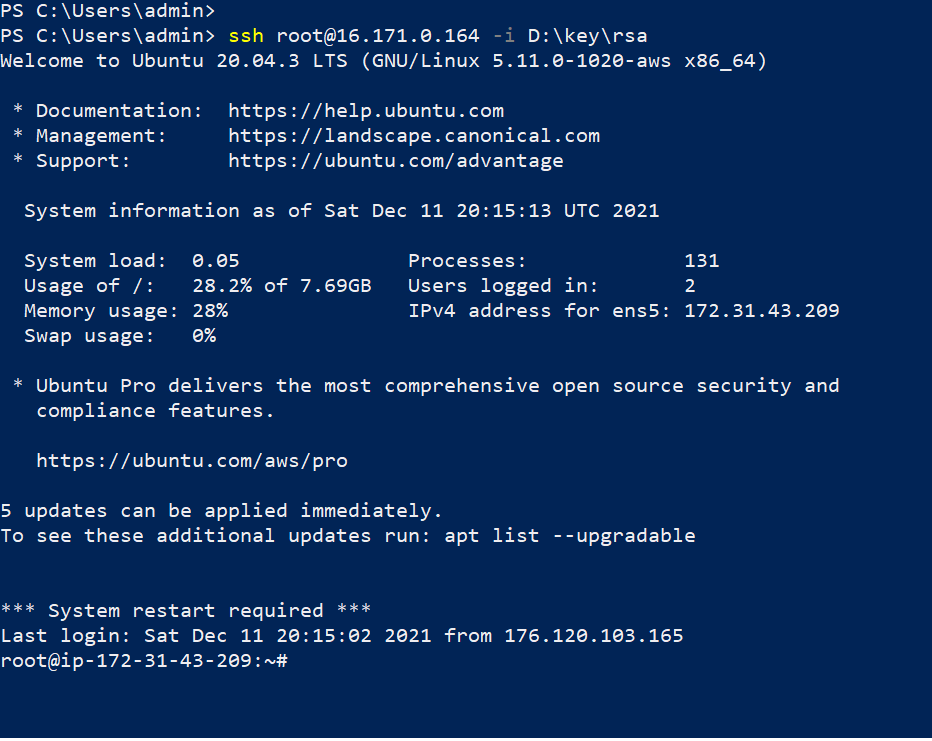 PS C:\Users\admin>
PS C:\Users\admin> ssh root@16.171.0.164 -i D:\key\rsa
Welcome to Ubuntu 20.04.3 LTS (GNU/Linux 5.11.0-1020-aws x86_64)
* Documentation: https://help.ubuntu.com
* Management: https://landscape.canonical.com
* Support: https://ubuntu.com/advantage
System information as of Sat Dec 11 20:15:13 UTC 2021
System load: 0.05 Processes: 131
Usage of /: 28.2% of 7.69GB Users logged in: 2
Memory usage: 28% IPv4 address for ens5: 172.31.43.209
Swap usage: 0%
* Ubuntu Pro delivers the most comprehensive open source security and
compliance features.
https://ubuntu.com/aws/pro
5 updates can be applied immediately.
To see these additional updates run: apt list --upgradable
*** System restart required ***
Last login: Sat Dec 11 20:15:02 2021 from 176.120.103.165
root@ip-172-31-43-209:~#